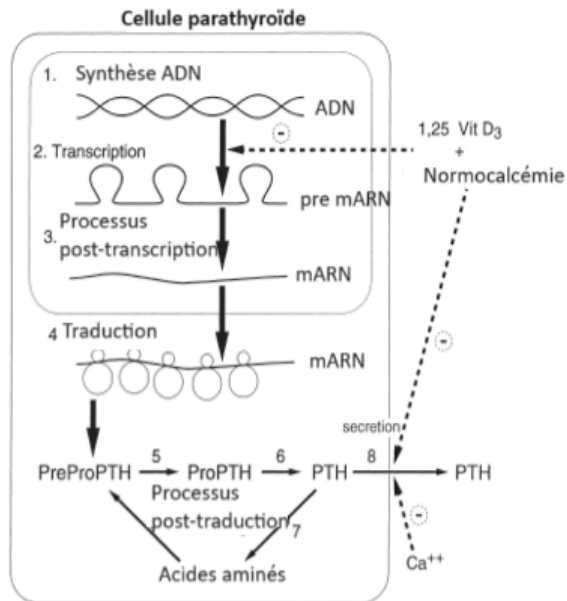 Cellule parathyroïde
1. Synthèse ADN
ADN
-
1,25 Vit D3
+
Normocalcémie
2. Transcription
pre mARN
Processus
3. post-transcription
mARN
4 Traduction
mARN
-
secretion
5 6 8
PreProPTH ProPTH PTH PTH
Processus
post-traduction 7
-
Acides aminés
Ca++